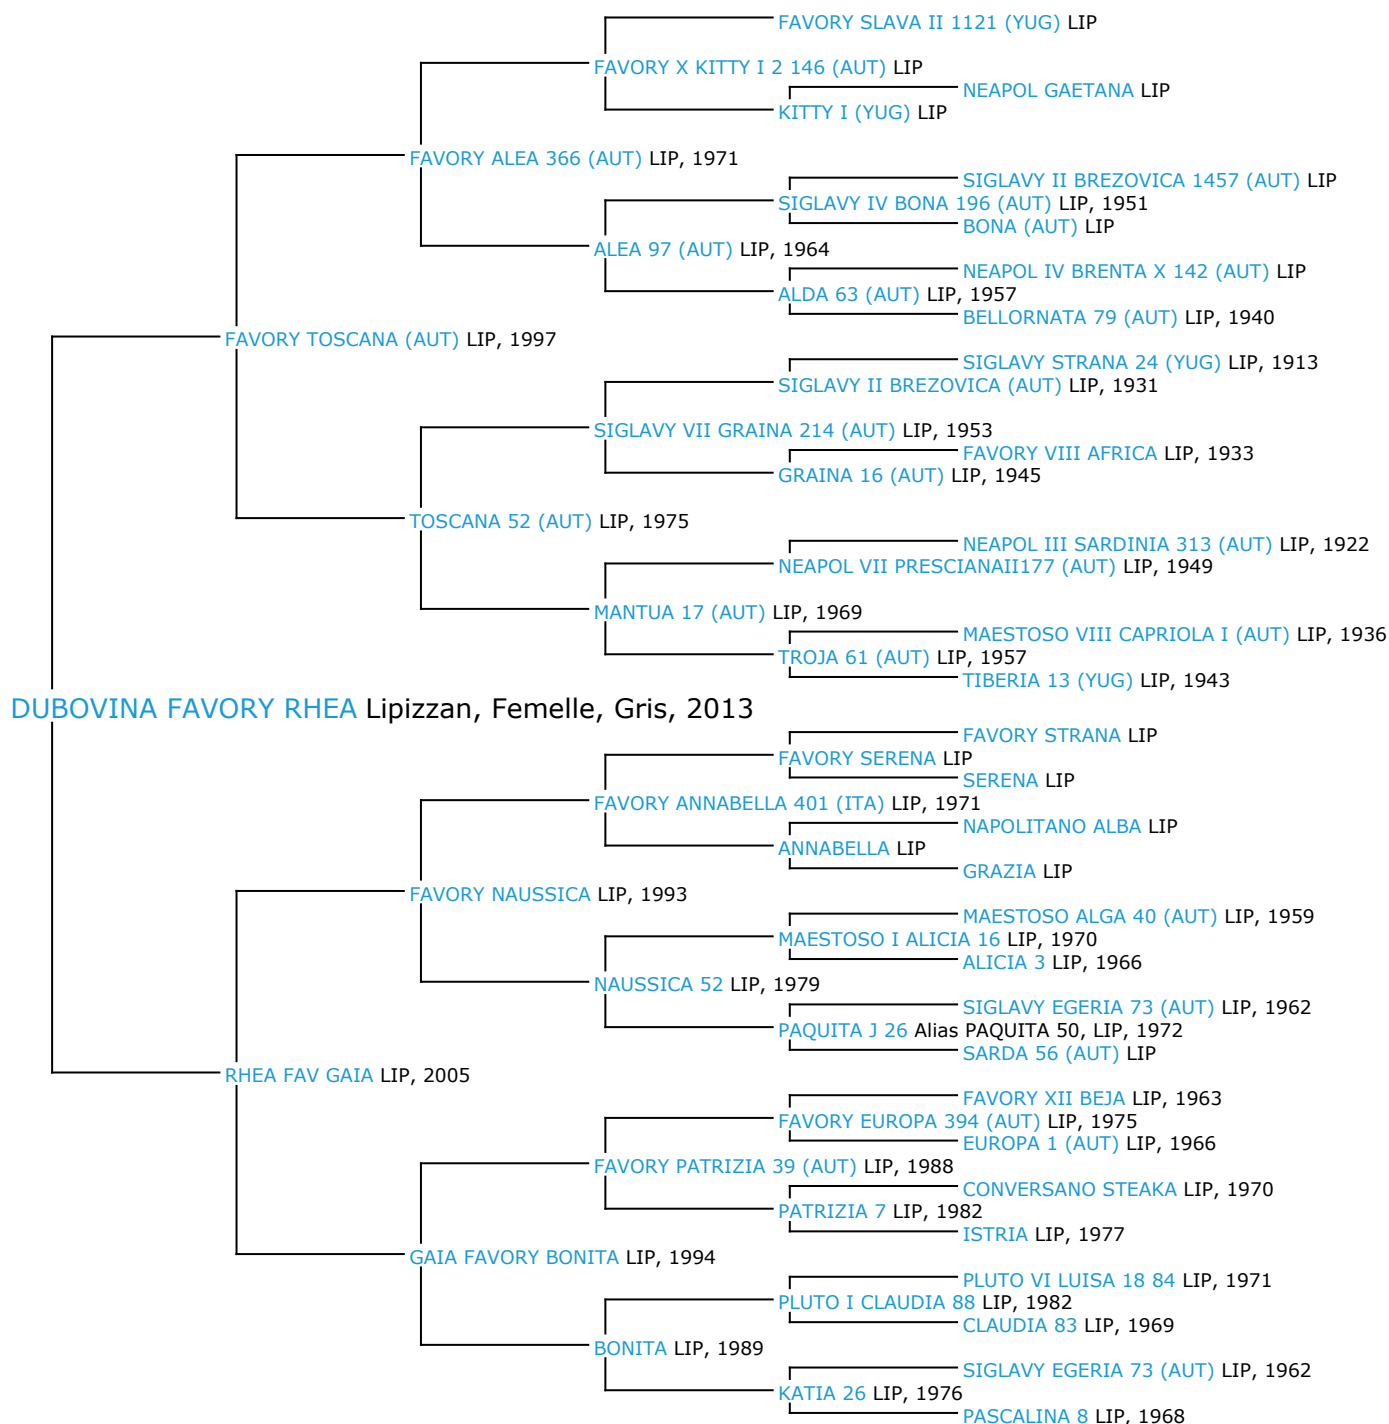 FAVORY SLAVA II 1121 (YUG) LIP
FAVORY X KITTY I 2 146 (AUT) LIP
NEAPOL GAETANA LIP
KITTY I (YUG) LIP
FAVORY ALEA 366 (AUT) LIP, 1971
SIGLAVY II BREZOVICA 1457 (AUT) LIP
SIGLAVY IV BONA 196 (AUT) LIP, 1951
BONA (AUT) LIP
ALEA 97 (AUT) LIP, 1964
NEAPOL IV BRENTA X 142 (AUT) LIP
ALDA 63 (AUT) LIP, 1957
BELLORNATA 79 (AUT) LIP, 1940
FAVORY TOSCANA (AUT) LIP, 1997
SIGLAVY STRANA 24 (YUG) LIP, 1913
SIGLAVY II BREZOVICA (AUT) LIP, 1931
SIGLAVY VII GRAINA 214 (AUT) LIP, 1953
FAVORY VIII AFRICA LIP, 1933
GRAINA 16 (AUT) LIP, 1945
TOSCANA 52 (AUT) LIP, 1975
NEAPOL III SARDINIA 313 (AUT) LIP, 1922
NEAPOL VII PRESCIANAII177 (AUT) LIP, 1949
MANTUA 17 (AUT) LIP, 1969
MAESTOSO VIII CAPRIOLA I (AUT) LIP, 1936
TROJA 61 (AUT) LIP, 1957
TIBERIA 13 (YUG) LIP, 1943
DUBOVINA FAVORY RHEA Lipizzan, Femelle, Gris, 2013
FAVORY STRANA LIP
FAVORY SERENA LIP
SERENA LIP
FAVORY ANNABELLA 401 (ITA) LIP, 1971
NAPOLITANO ALBA LIP
ANNABELLA LIP
GRAZIA LIP
FAVORY NAUSSICA LIP, 1993
MAESTOSO ALGA 40 (AUT) LIP, 1959
MAESTOSO I ALICIA 16 LIP, 1970
ALICIA 3 LIP, 1966
NAUSSICA 52 LIP, 1979
SIGLAVY EGERIA 73 (AUT) LIP, 1962
PAQUITA J 26 Alias PAQUITA 50, LIP, 1972
SARDA 56 (AUT) LIP
RHEA FAV GAIA LIP, 2005
FAVORY XII BEJA LIP, 1963
FAVORY EUROPA 394 (AUT) LIP, 1975
EUROPA 1 (AUT) LIP, 1966
FAVORY PATRIZIA 39 (AUT) LIP, 1988
CONVERSANO STEAKA LIP, 1970
PATRIZIA 7 LIP, 1982
ISTRIA LIP, 1977
GAIA FAVORY BONITA LIP, 1994
PLUTO VI LUISA 18 84 LIP, 1971
PLUTO I CLAUDIA 88 LIP, 1982
CLAUDIA 83 LIP, 1969
BONITA LIP, 1989
SIGLAVY EGERIA 73 (AUT) LIP, 1962
KATIA 26 LIP, 1976
PASCALINA 8 LIP, 1968